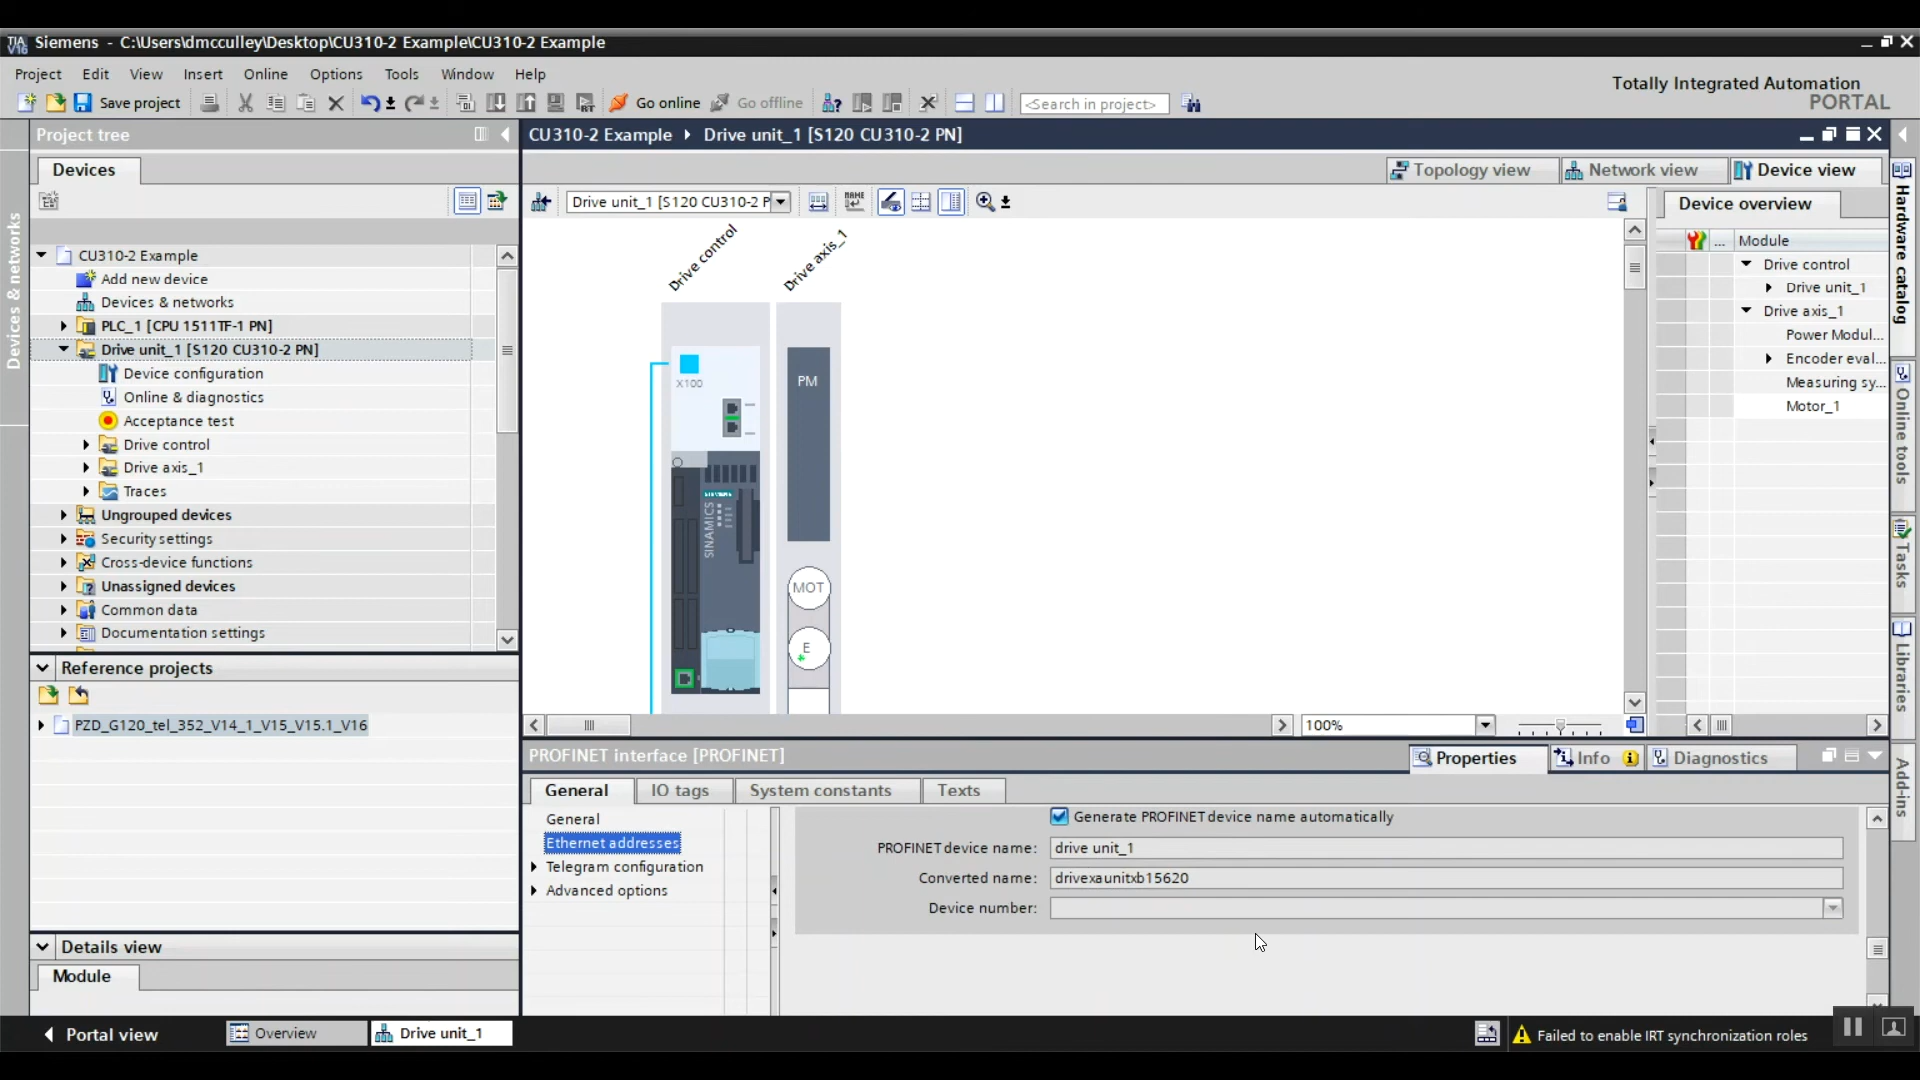 Siemens - C:\Users\dmcculley\Desktop\CU310-2 Example\CU310-2 Example
Project Edit View Insert Online Options Tools Window Help
Totally Integrated Automation
PORTAL
Save project
Go online
Go offline
<Search in project>
Project tree
CU310-2 Example ▸ Drive unit_1 [S120 CU310-2 PN]
Devices
Topology view
Network view
Device view
Drive unit_1 [S120 CU310-2 P
Device overview
Devices & networks
CU310-2 Example
Add new device
Devices & networks
PLC_1 [CPU 1511TF-1 PN]
Drive unit_1 [S120 CU310-2 PN]
Device configuration
Online & diagnostics
Acceptance test
Drive control
Drive axis_1
Traces
Ungrouped devices
Security settings
Cross-device functions
Unassigned devices
Common data
Documentation settings
Drive control
Drive axis_1
X100
PM
SIEMENS
SINAMICS
MOT
E
... Module
Drive control
Drive unit_1
Drive axis_1
Power Modul...
Encoder eval...
Measuring sy...
Motor_1
Hardware catalog
Online tools
Tasks
Libraries
Add-ins
Reference projects
PZD_G120_tel_352_V14_1_V15_V15.1_V16
100%
PROFINET interface [PROFINET]
Properties
Info
Diagnostics
General
IO tags
System constants
Texts
General
Ethernet addresses
Telegram configuration
Advanced options
Generate PROFINET device name automatically
PROFINET device name: drive unit_1
Converted name: drivexaunitxb15620
Device number:
Details view
Module
Portal view
Overview
Drive unit_1
Failed to enable IRT synchronization roles